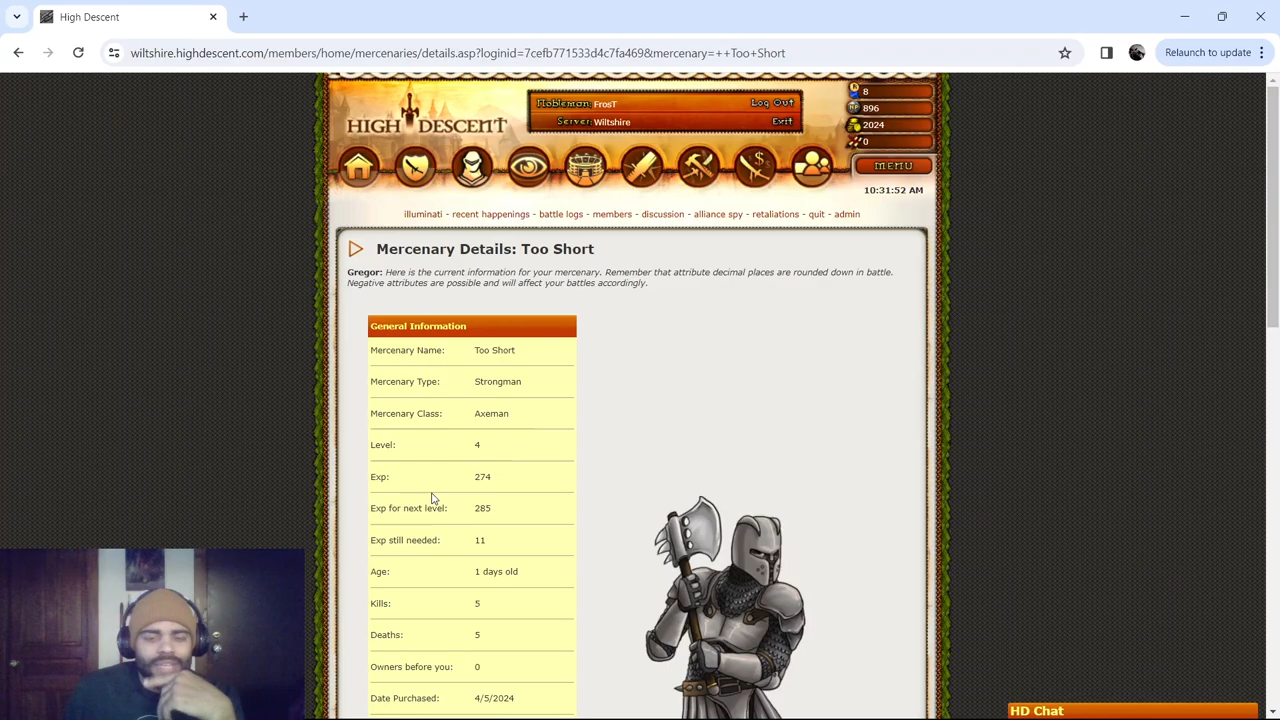 High Descent
wiltshire.highdescent.com/members/home/mercenaries/details.asp?loginid=7cefb771533d4c7fa469&mercenary=++Too+Short
Relaunch to update
HIGH DESCENT
Nobleman: FrosT
Log Out
Server: Wiltshire
Exit
8
896
2024
0
MENU
10:31:52 AM
illuminati - recent happenings - battle logs - members - discussion - alliance spy - retaliations - quit - admin
Mercenary Details: Too Short
Gregor: Here is the current information for your mercenary. Remember that attribute decimal places are rounded down in battle.
Negative attributes are possible and will affect your battles accordingly.
General Information
Mercenary Name: Too Short
Mercenary Type: Strongman
Mercenary Class: Axeman
Level: 4
Exp: 274
Exp for next level: 285
Exp still needed: 11
Age: 1 days old
Kills: 5
Deaths: 5
Owners before you: 0
Date Purchased: 4/5/2024
HD Chat